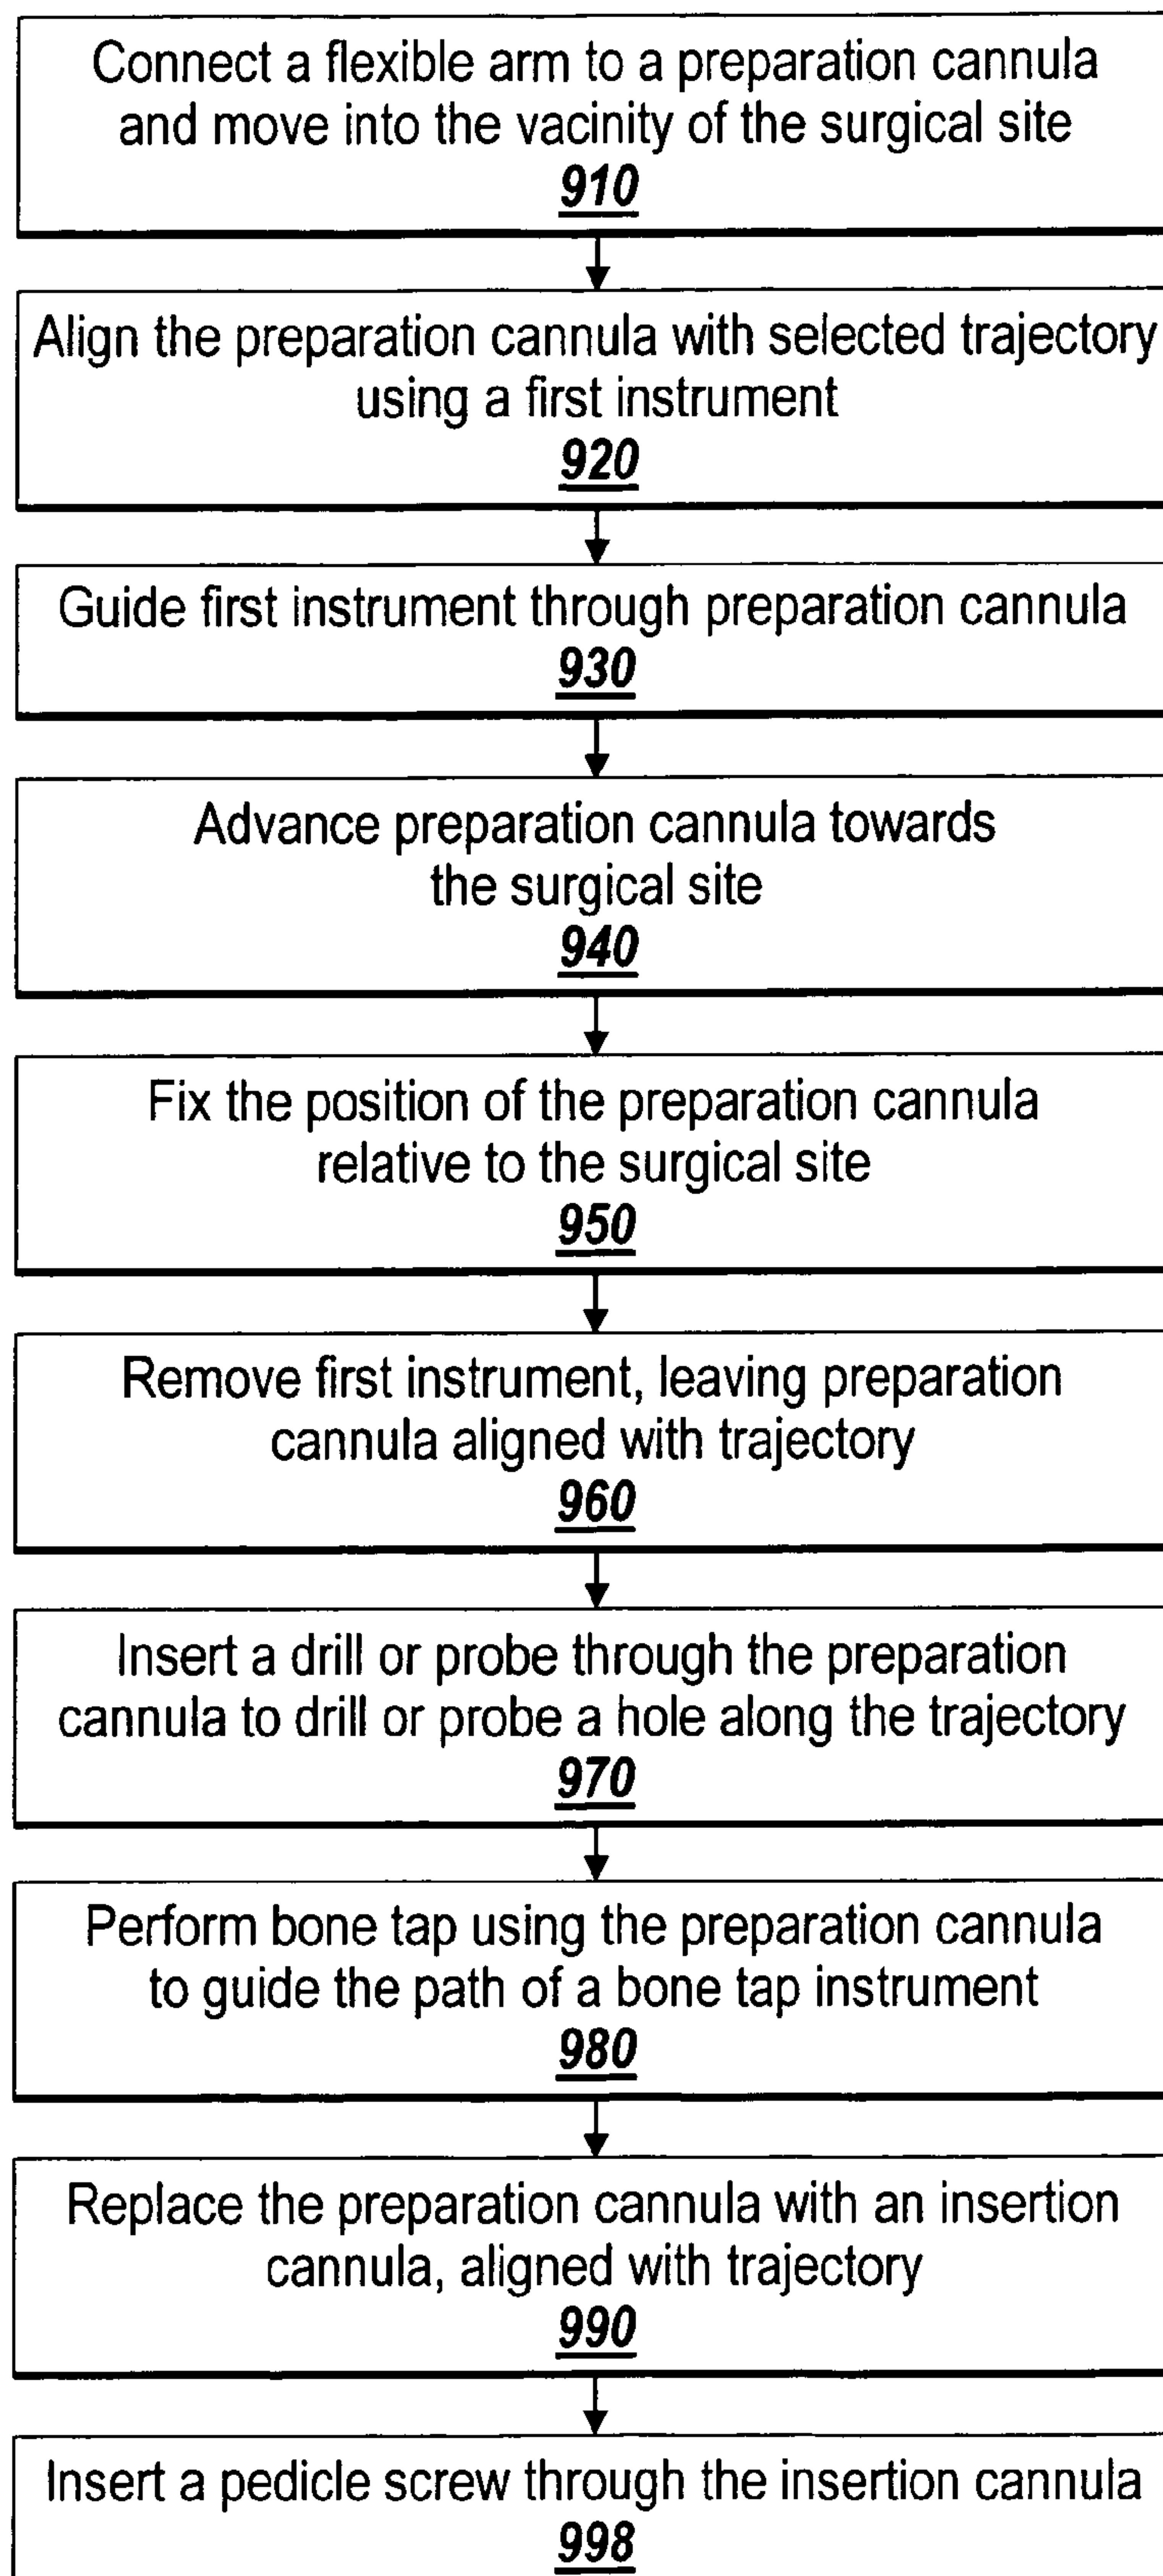 Connect a flexible arm to a preparation cannula
and move into the vacinity of the surgical site
910
Align the preparation cannula with selected trajectory
using a first instrument
920
Guide first instrument through preparation cannula
930
Advance preparation cannula towards
the surgical site
940
Fix the position of the preparation cannula
relative to the surgical site
950
Remove first instrument, leaving preparation
cannula aligned with trajectory
960
Insert a drill or probe through the preparation
cannula to drill or probe a hole along the trajectory
970
Perform bone tap using the preparation cannula
to guide the path of a bone tap instrument
980
Replace the preparation cannula with an insertion
cannula, aligned with trajectory
990
Insert a pedicle screw through the insertion cannula
998